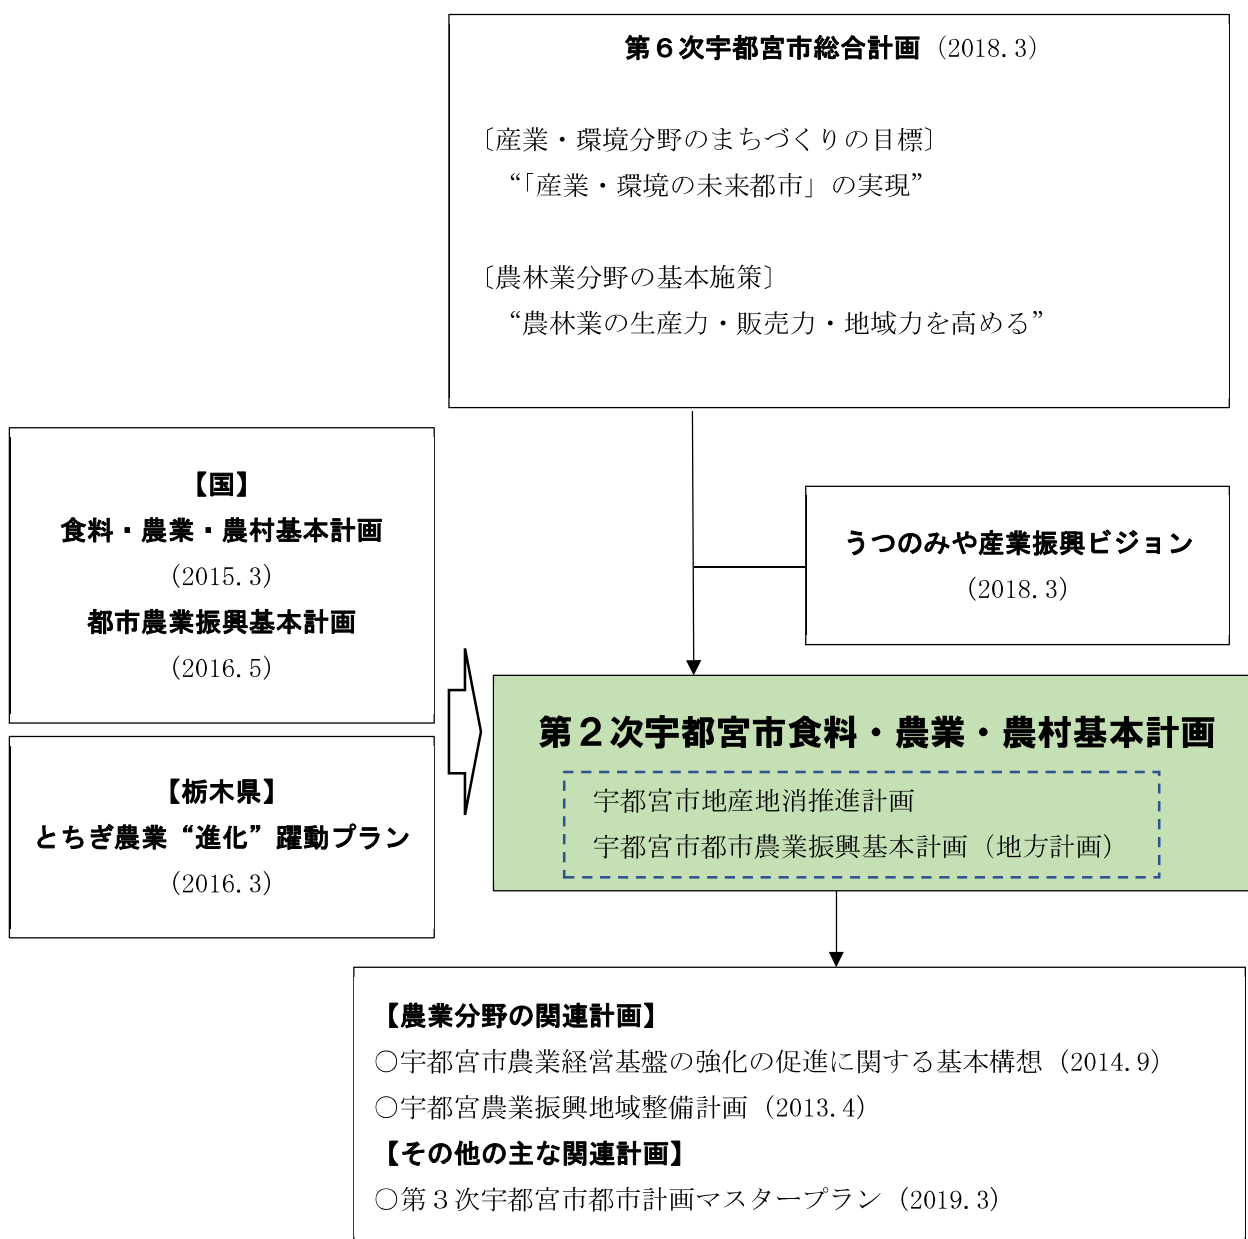 第６次宇都宮市総合計画（2018.3）
〔産業・環境分野のまちづくりの目標〕
“「産業・環境の未来都市」の実現”
〔農林業分野の基本施策〕
“農林業の生産力・販売力・地域力を高める”
【国】
食料・農業・農村基本計画
（2015.3）
都市農業振興基本計画
（2016.5）
うつのみや産業振興ビジョン
（2018.3）
【栃木県】
とちぎ農業“進化”躍動プラン
（2016.3）
第２次宇都宮市食料・農業・農村基本計画
宇都宮市地産地消推進計画
宇都宮市都市農業振興基本計画（地方計画）
【農業分野の関連計画】
○宇都宮市農業経営基盤の強化の促進に関する基本構想（2014.9）
○宇都宮農業振興地域整備計画（2013.4）
【その他の主な関連計画】
○第３次宇都宮市都市計画マスタープラン（2019.3）